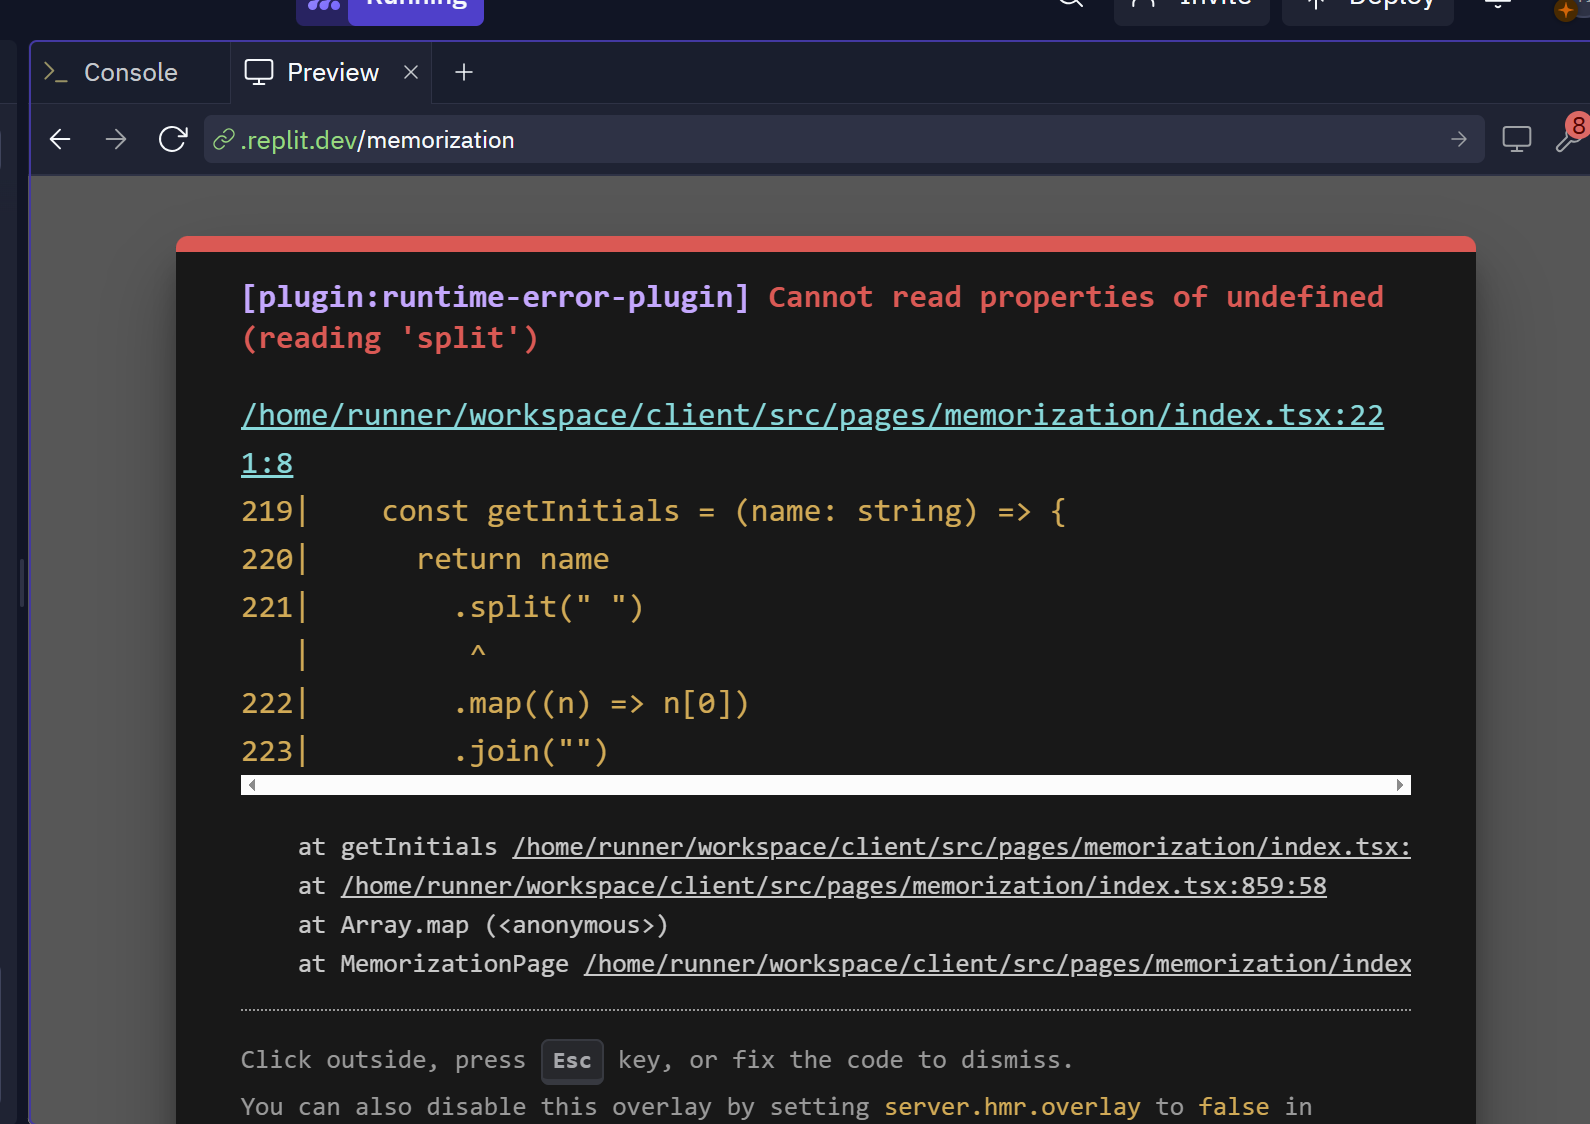 Running
Invite
Deploy
Console
Preview
.replit.dev/memorization
8
[plugin:runtime-error-plugin] Cannot read properties of undefined
(reading 'split')
/home/runner/workspace/client/src/pages/memorization/index.tsx:22
1:8
219|    const getInitials = (name: string) => {
220|      return name
221|        .split(" ")
   |         ^
222|        .map((n) => n[0])
223|        .join("")
at getInitials /home/runner/workspace/client/src/pages/memorization/index.tsx:
at /home/runner/workspace/client/src/pages/memorization/index.tsx:859:58
at Array.map (<anonymous>)
at MemorizationPage /home/runner/workspace/client/src/pages/memorization/index
Click outside, press Esc key, or fix the code to dismiss.
You can also disable this overlay by setting server.hmr.overlay to false in